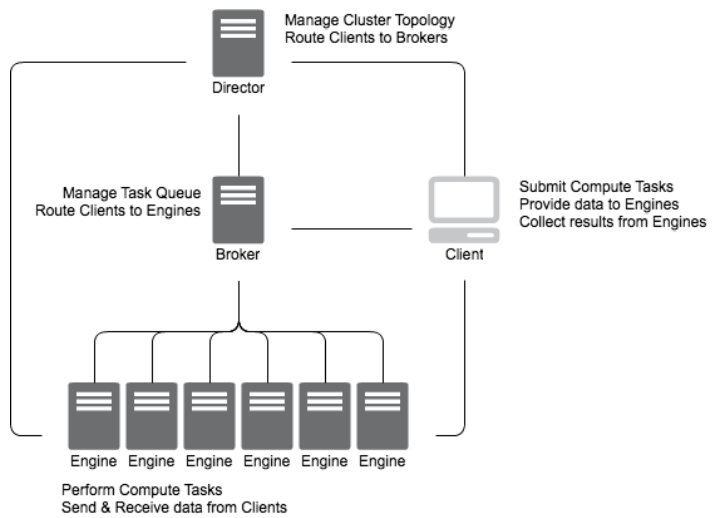 Manage Cluster Topology
Route Clients to Brokers
Director
Manage Task Queue
Route Clients to Engines
Broker
Submit Compute Tasks
Provide data to Engines
Collect results from Engines
Client
Engine Engine Engine Engine Engine Engine
Perform Compute Tasks
Send & Receive data from Clients